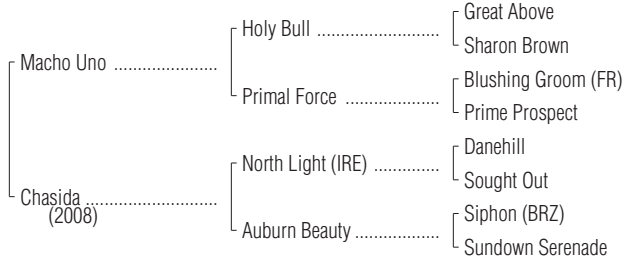 Great Above
Holy Bull ........................
Sharon Brown
Macho Uno .....................
Blushing Groom (FR)
Primal Force ..................
Prime Prospect
Danehill
North Light (IRE) .............
Sought Out
Chasida ..........................
(2008)
Siphon (BRZ)
Auburn Beauty ................
Sundown Serenade